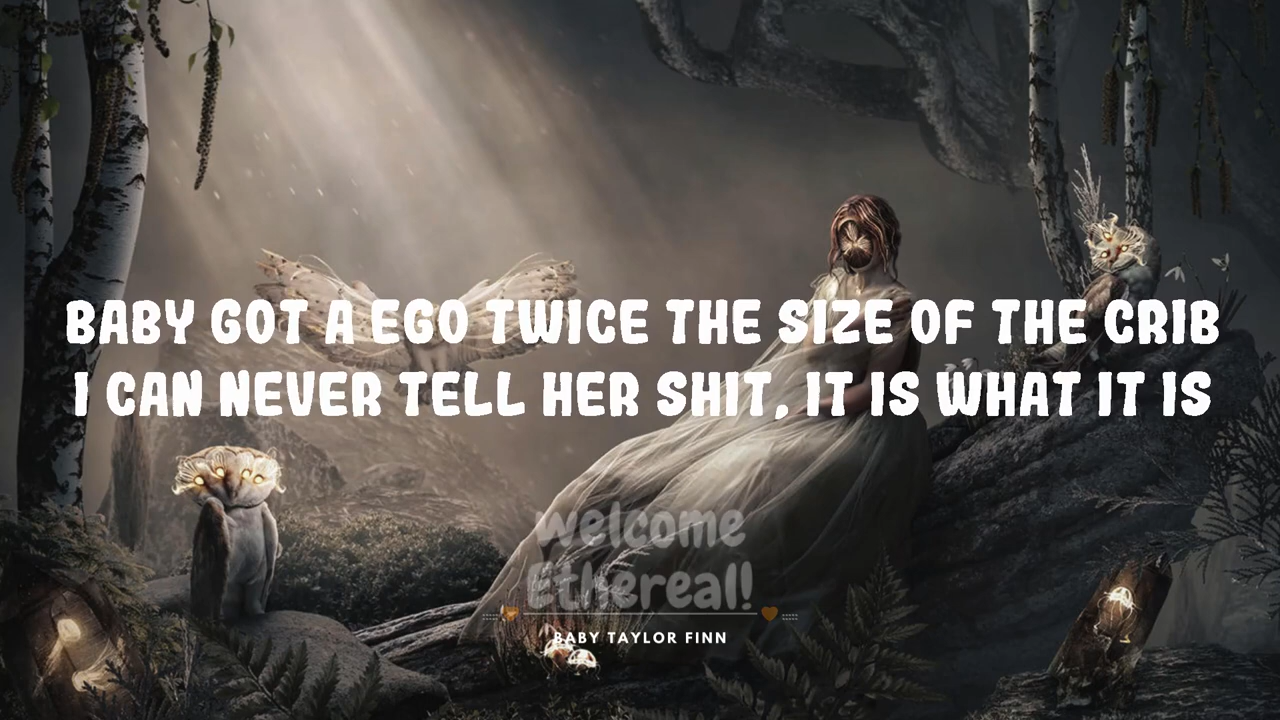 BABY GOT A EGO TWICE THE SIZE OF THE CRIB
I CAN NEVER TELL HER SHIT, IT IS WHAT IT IS
welcome
Ethereal!
BABY TAYLOR FINN